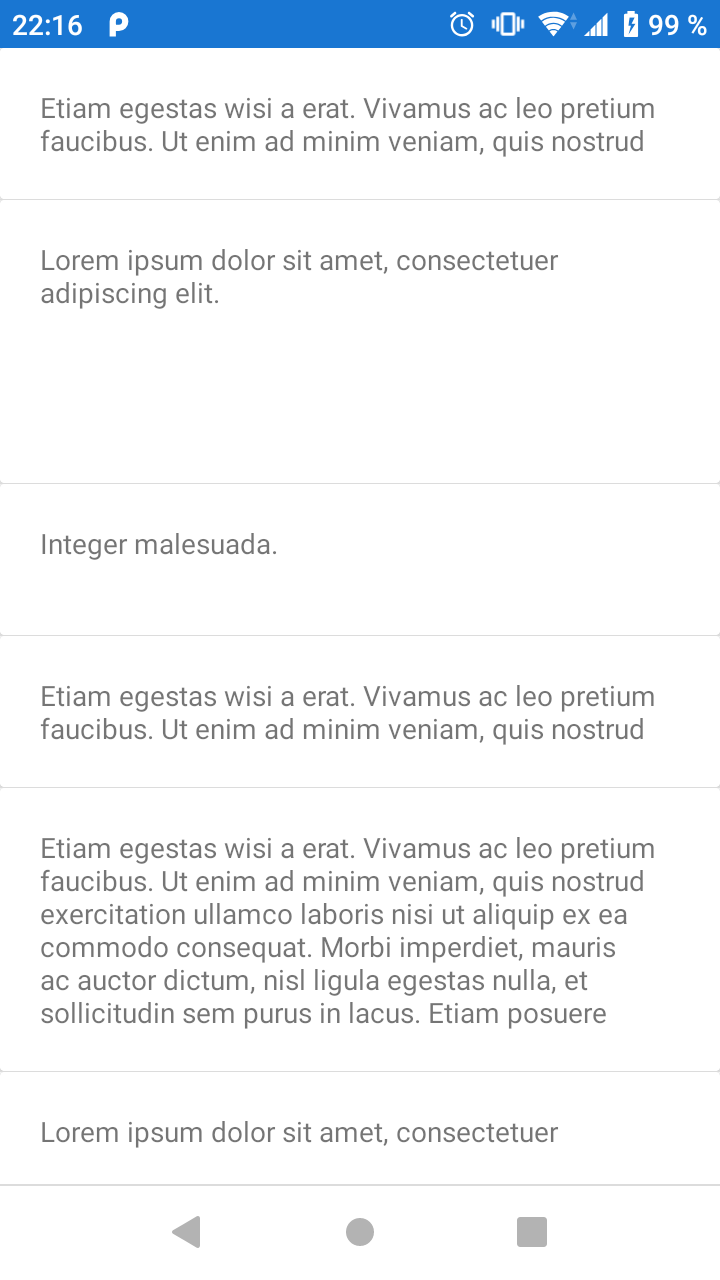 22:16 99 %
Etiam egestas wisi a erat. Vivamus ac leo pretium
faucibus. Ut enim ad minim veniam, quis nostrud
Lorem ipsum dolor sit amet, consectetuer
adipiscing elit.
Integer malesuada.
Etiam egestas wisi a erat. Vivamus ac leo pretium
faucibus. Ut enim ad minim veniam, quis nostrud
Etiam egestas wisi a erat. Vivamus ac leo pretium
faucibus. Ut enim ad minim veniam, quis nostrud
exercitation ullamco laboris nisi ut aliquip ex ea
commodo consequat. Morbi imperdiet, mauris
ac auctor dictum, nisl ligula egestas nulla, et
sollicitudin sem purus in lacus. Etiam posuere
Lorem ipsum dolor sit amet, consectetuer